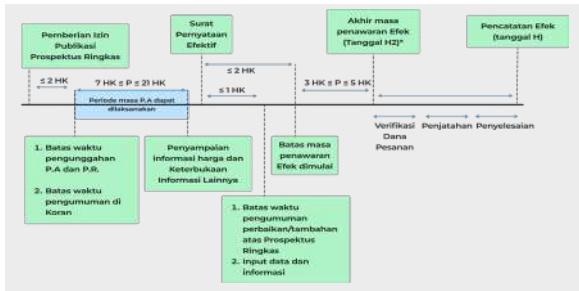 Pemberian Izin
Publikasi
Prospektus Ringkas
Surat
Pernyataan
Efektif
Akhir masa
penawaran Efek
(Tanggal H2)*
Pencatatan Efek
(tanggal H)
≤ 2 HK
7 HK ≤ P ≤ 21 HK
≤ 2 HK
≤ 1 HK
3 HK ≤ P ≤ 5 HK
Periode masa P.A dapat
dilaksanakan
Verifikasi
Dana
Pesanan
Penjatahan
Penyelesaian
1. Batas waktu
pengunggahan
P.A dan P.R.
2. Batas waktu
pengumuman di
Koran
Penyampaian
informasi harga dan
Keterbukaan
Informasi Lainnya
Batas masa
penawaran
Efek dimulai
1. Batas waktu
pengumuman
perbaikan/tambahan
atas Prospektus
Ringkas
2. Input data dan
informasi